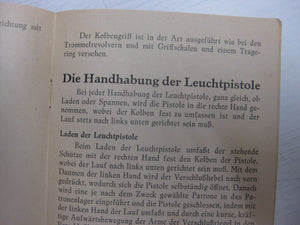 richtung mit
Der Kolbengriff ist in der Art ausgeführt wie bei den
Trommelrevolvern und mit Griffschalen und einem Trage-
ring versehen.
Die Handhabung der Leuchtpistole
Bei jeder Handhabung der Leuchtpistole, ganz gleich, ob
Laden oder Spannen, wird die Pistole in die rechte Hand ge-
nommen, wobei der Kolben fest zu umfassen ist und der
Lauf stets nach links unten gerichtet sein muß.
Laden der Leuchtpistole
Beim Laden der Leuchtpistole umfaßt der stehende
Schütze mit der rechten Hand fest den Kolben der Pistole,
Lauf stets nach links unten gerichtet sein muß. Mit dem
Daumen der linken Hand wird der Verschlußhebel nach vorn
gedrückt, wodurch sich die Pistole selbständig öffnet. Danach
wird eine je nach dem Zweck gewählte Patrone in das Pa-
tronenlager eingeführt und die Pistole geschlossen, indem
der linken Hand der Lauf umfaßt und durch eine kurze, kräf-
tige Aufwärtsbewegung der Arme der Verschlußriegel in den